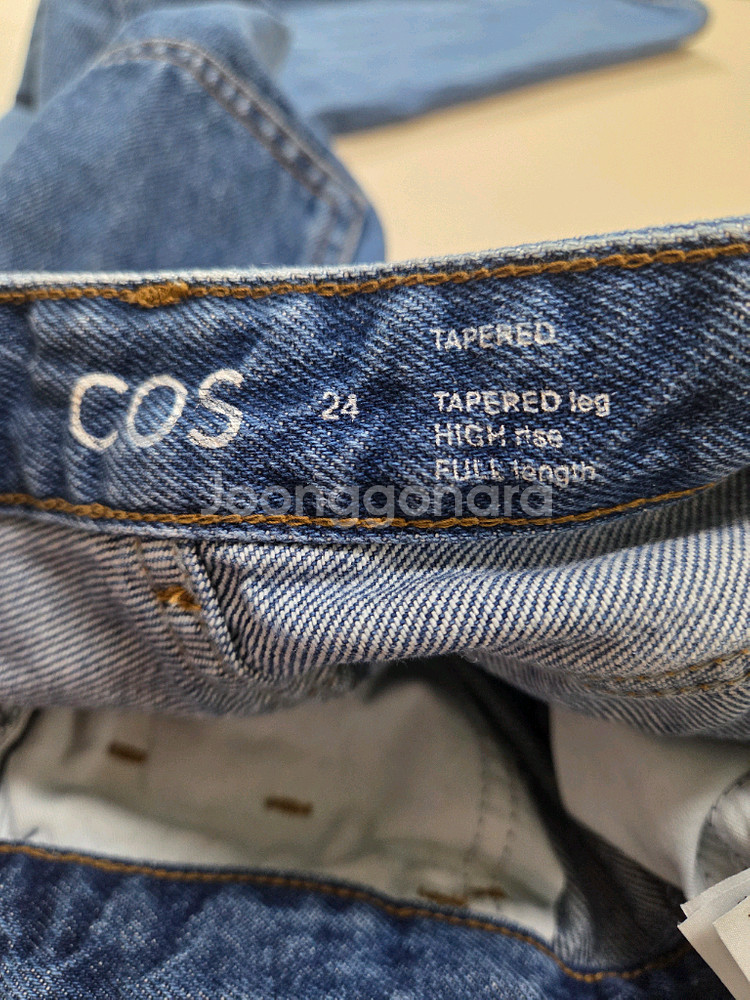 COS
24
TAPERED
TAPERED leg
HIGH rise
FULL length
Joonggonara